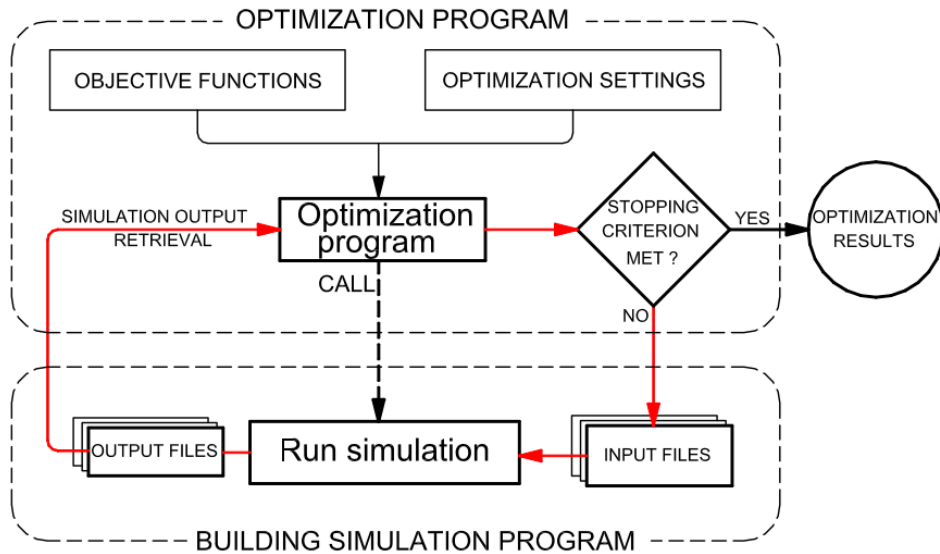 OPTIMIZATION PROGRAM
OBJECTIVE FUNCTIONS
OPTIMIZATION SETTINGS
SIMULATION OUTPUT
RETRIEVAL
Optimization
program
STOPPING
CRITERION
MET ?
YES
OPTIMIZATION
RESULTS
CALL
NO
OUTPUT FILES
Run simulation
INPUT FILES
BUILDING SIMULATION PROGRAM